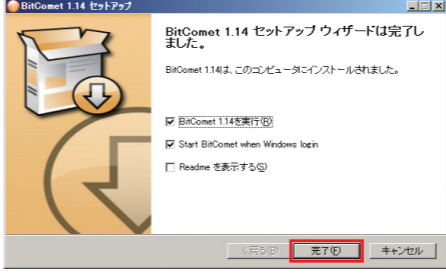 BitComet 1.14 セットアップ
BitComet 1.14 セットアップ ウィザードは完了し
ました。
BitComet 1.14は、このコンピュータにインストールされました。
BitComet 1.14を実行(R)
Start BitComet when Windows login
Readme を表示する(S)
< 戻る(B)
完了(F)
キャンセル